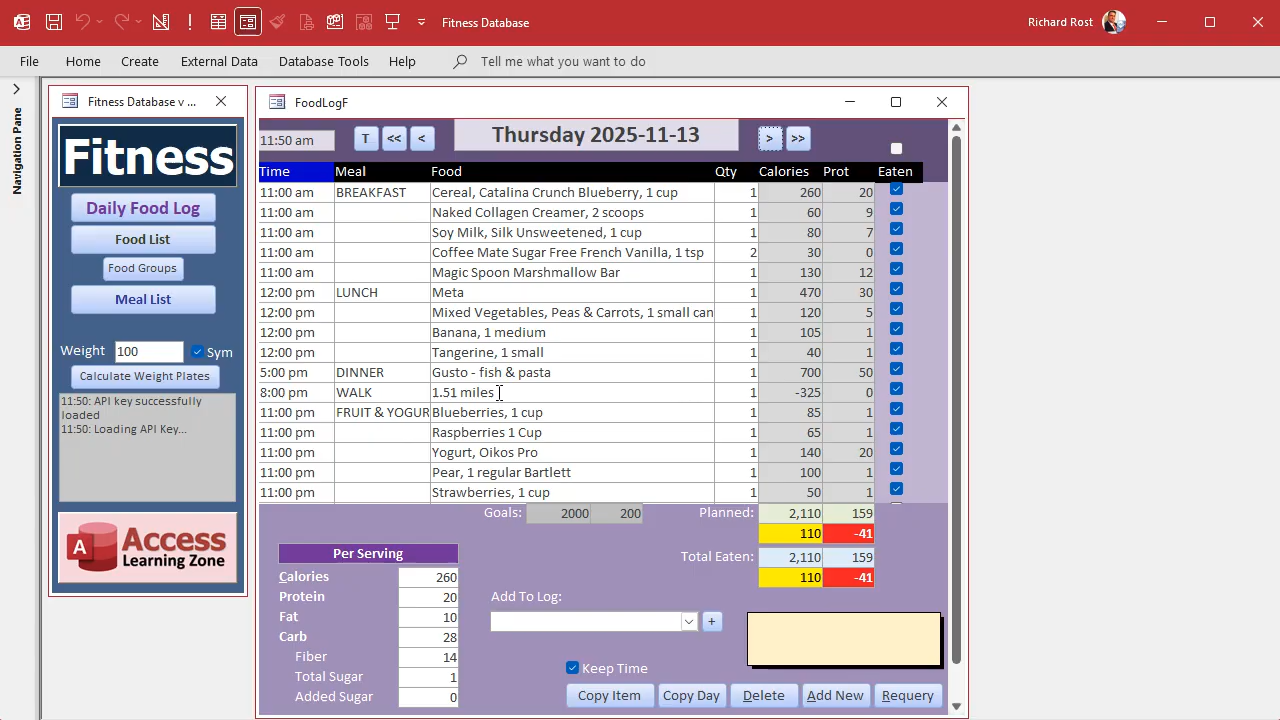 Fitness Database
Richard Rost
File Home Create External Data Database Tools Help Tell me what you want to do
Navigation Pane
Fitness Database v ...
Fitness
Daily Food Log
Food List
Food Groups
Meal List
Weight 100 Sym
Calculate Weight Plates
11:50: API key successfully
loaded
11:50: Loading API Key...
Access
Learning Zone
FoodLogF
11:50 am T << < Thursday 2025-11-13 > >>
Time Meal Food Qty Calories Prot Eaten
11:00 am BREAKFAST Cereal, Catalina Crunch Blueberry, 1 cup 1 260 20
11:00 am Naked Collagen Creamer, 2 scoops 1 60 9
11:00 am Soy Milk, Silk Unsweetened, 1 cup 1 80 7
11:00 am Coffee Mate Sugar Free French Vanilla, 1 tsp 2 30 0
11:00 am Magic Spoon Marshmallow Bar 1 130 12
12:00 pm LUNCH Meta 1 470 30
12:00 pm Mixed Vegetables, Peas & Carrots, 1 small can 1 120 5
12:00 pm Banana, 1 medium 1 105 1
12:00 pm Tangerine, 1 small 1 40 1
5:00 pm DINNER Gusto - fish & pasta 1 700 50
8:00 pm WALK 1.51 miles 1 -325 0
11:00 pm FRUIT & YOGUR Blueberries, 1 cup 1 85 1
11:00 pm Raspberries 1 Cup 1 65 1
11:00 pm Yogurt, Oikos Pro 1 140 20
11:00 pm Pear, 1 regular Bartlett 1 100 1
11:00 pm Strawberries, 1 cup 1 50 1
Goals: 2000 200 Planned: 2,110 159
110 -41
Total Eaten: 2,110 159
110 -41
Per Serving
Calories 260
Protein 20
Fat 10
Carb 28
Fiber 14
Total Sugar 1
Added Sugar 0
Add To Log:
+
Keep Time
Copy Item Copy Day Delete Add New Requery